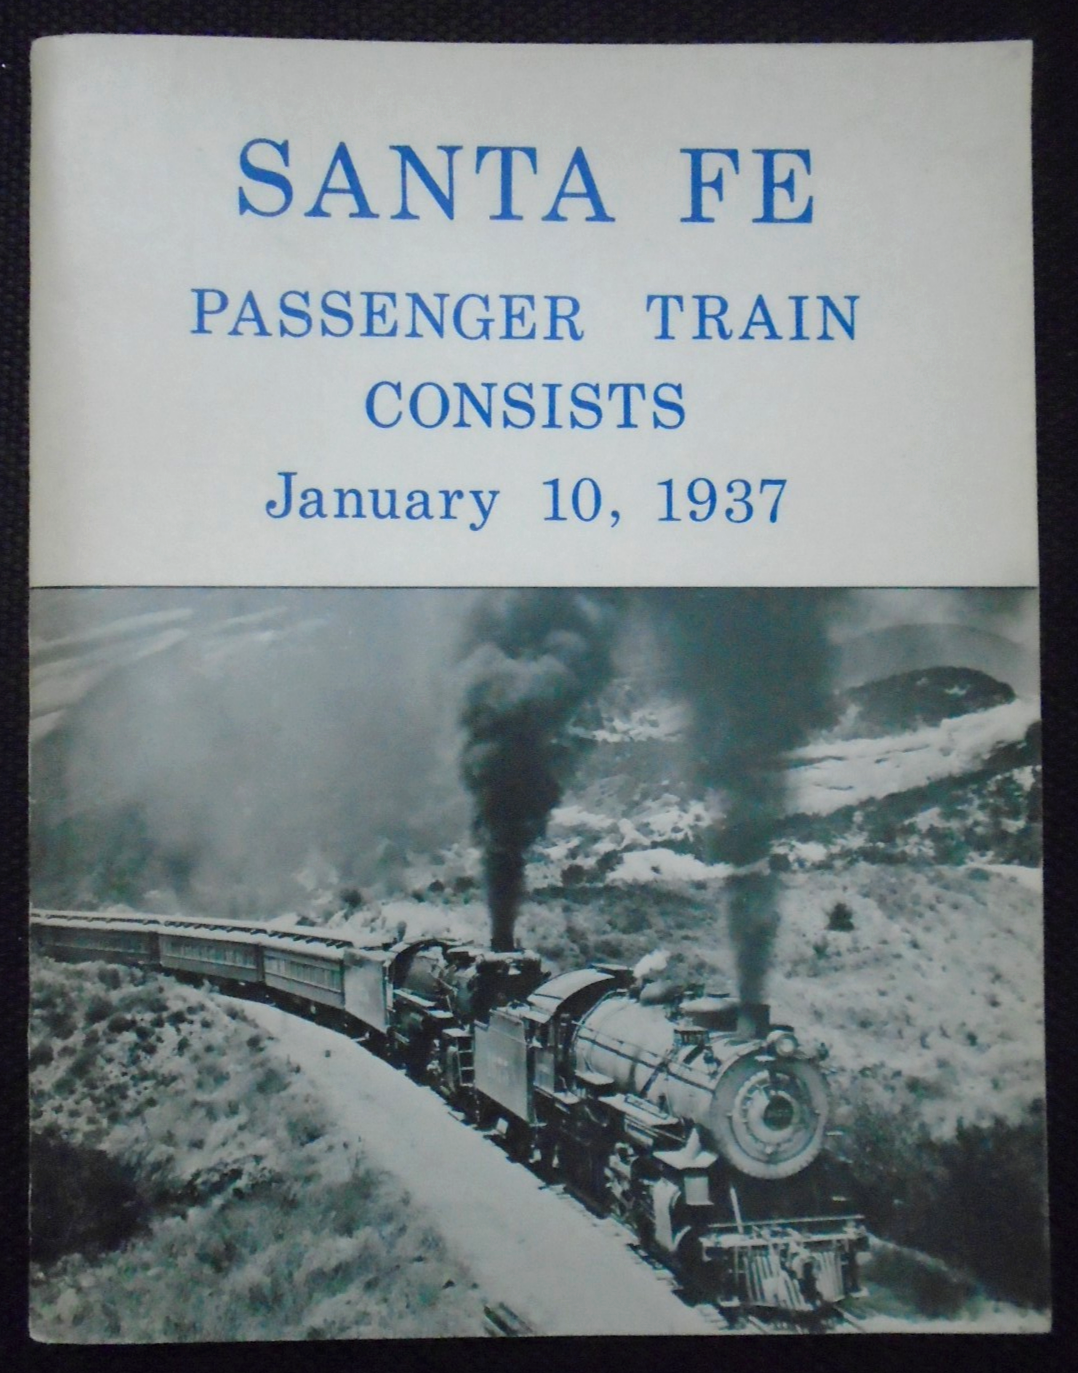 SANTA FE
PASSENGER TRAIN
CONSISTS
January 10, 1937